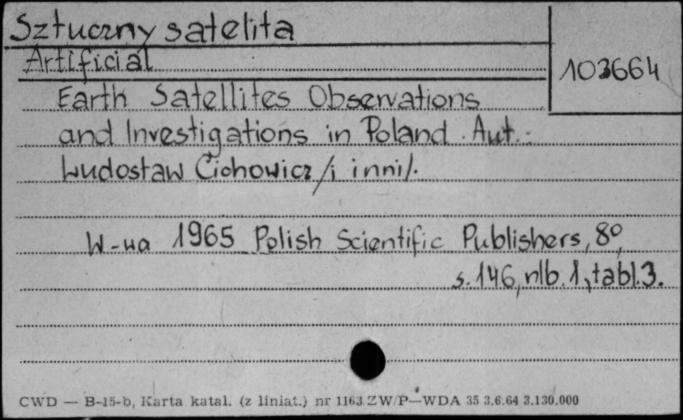 Sztuczny satelita
Artificial
103664
Earth Satellites Observations
and Investigations in Poland. Aut.:
Ludosław Cichowicz /i inni/.
W-wa 1965 Polish Scientific Publishers, 8°,
s. 146, nlb. 1, tabl. 3.
CWD — B-15-b, Karta katal. (z liniat.) nr 1163 ZW/P—WDA 35 3.6.64 3.130.000